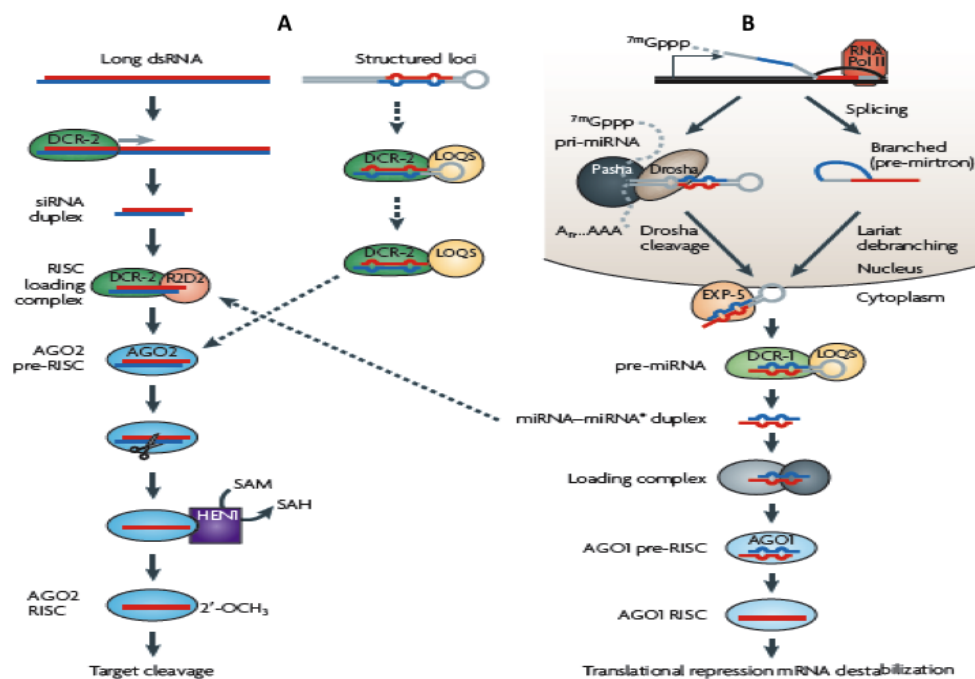 A
Long dsRNA
Structured loci
DCR-2
DCR-2
LOQS
siRNA
duplex
DCR-2
LOQS
RISC
loading
complex
DCR-2
R2D2
AGO2
pre-RISC
AGO2
SAM
HEN1
SAH
AGO2
RISC
2′-OCH₃
Target cleavage
B
⁷ᵐGppp
RNA
Pol II
Splicing
⁷ᵐGppp
pri-miRNA
Pasha
Drosha
Branched
(pre-mirtron)
Aₙ...AAA
Drosha
cleavage
Lariat
debranching
Nucleus
EXP-5
Cytoplasm
pre-miRNA
DCR-1
LOQS
miRNA–miRNA* duplex
Loading complex
AGO1 pre-RISC
AGO1
AGO1 RISC
Translational repression mRNA destabilization